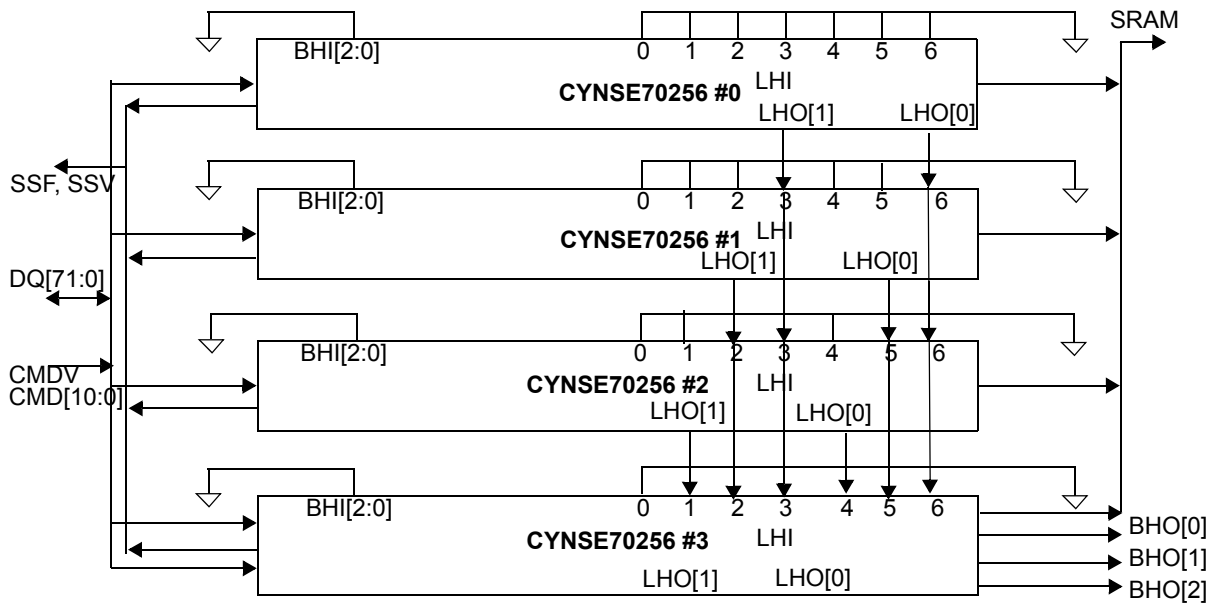 SRAM
BHI[2:0] 0 1 2 3 4 5 6
LHI
CYNSE70256 #0
LHO[1] LHO[0]
SSF, SSV
BHI[2:0] 0 1 2 3 4 5 6
LHI
CYNSE70256 #1
LHO[1] LHO[0]
DQ[71:0]
BHI[2:0] 0 1 2 3 4 5 6
CMDV
CYNSE70256 #2 LHI
CMD[10:0]
LHO[1] LHO[0]
BHI[2:0] 0 1 2 3 4 5 6
BHO[0]
CYNSE70256 #3 LHI
BHO[1]
LHO[1] LHO[0]
BHO[2]